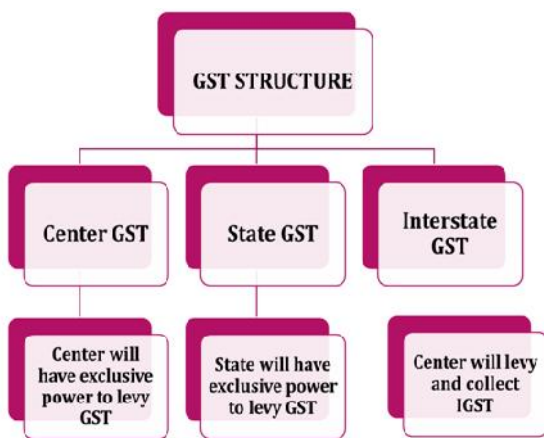 GST STRUCTURE
Center GST
State GST
Interstate
GST
Center will
have exclusive
power to levy
GST
State will have
exclusive power
to levy GST
Center will levy
and collect
IGST